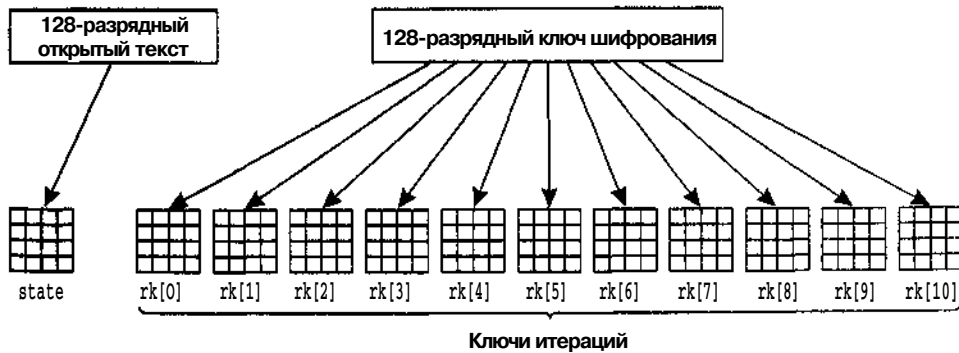 128-разрядный
открытый текст
128-разрядный ключ шифрования
state
rk[0] rk[1] rk[2] rk[3] rk[4] rk[5] rk[6] rk[7] rk[8] rk[9] rk[10]
Ключи итераций